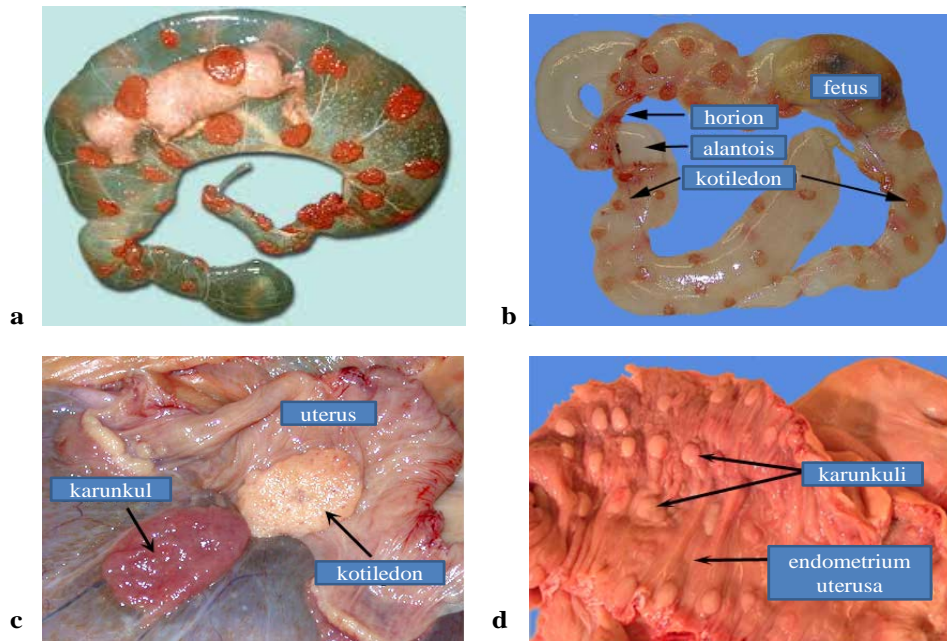 fetus
horion
alantois
kotiledon
a
b
uterus
karunkul
kotiledon
karunkuli
endometrium
uterusa
c
d